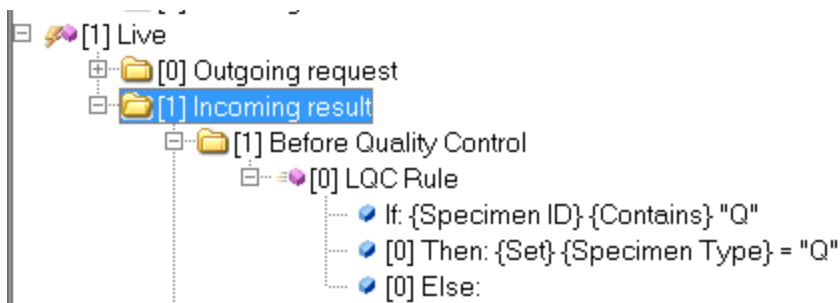 [1] Live
[0] Outgoing request
[1] Incoming result
[1] Before Quality Control
[0] LQC Rule
If: {Specimen ID} {Contains} "Q"
[0] Then: {Set} {Specimen Type} = "Q"
[0] Else: